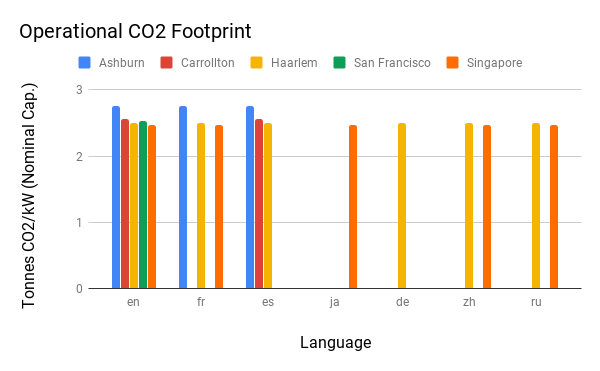 Operational CO2 Footprint
Ashburn Carrollton Haarlem San Francisco Singapore
Tonnes CO2/kW (Nominal Cap.)
3
2
1
0
en fr es ja de zh ru
Language